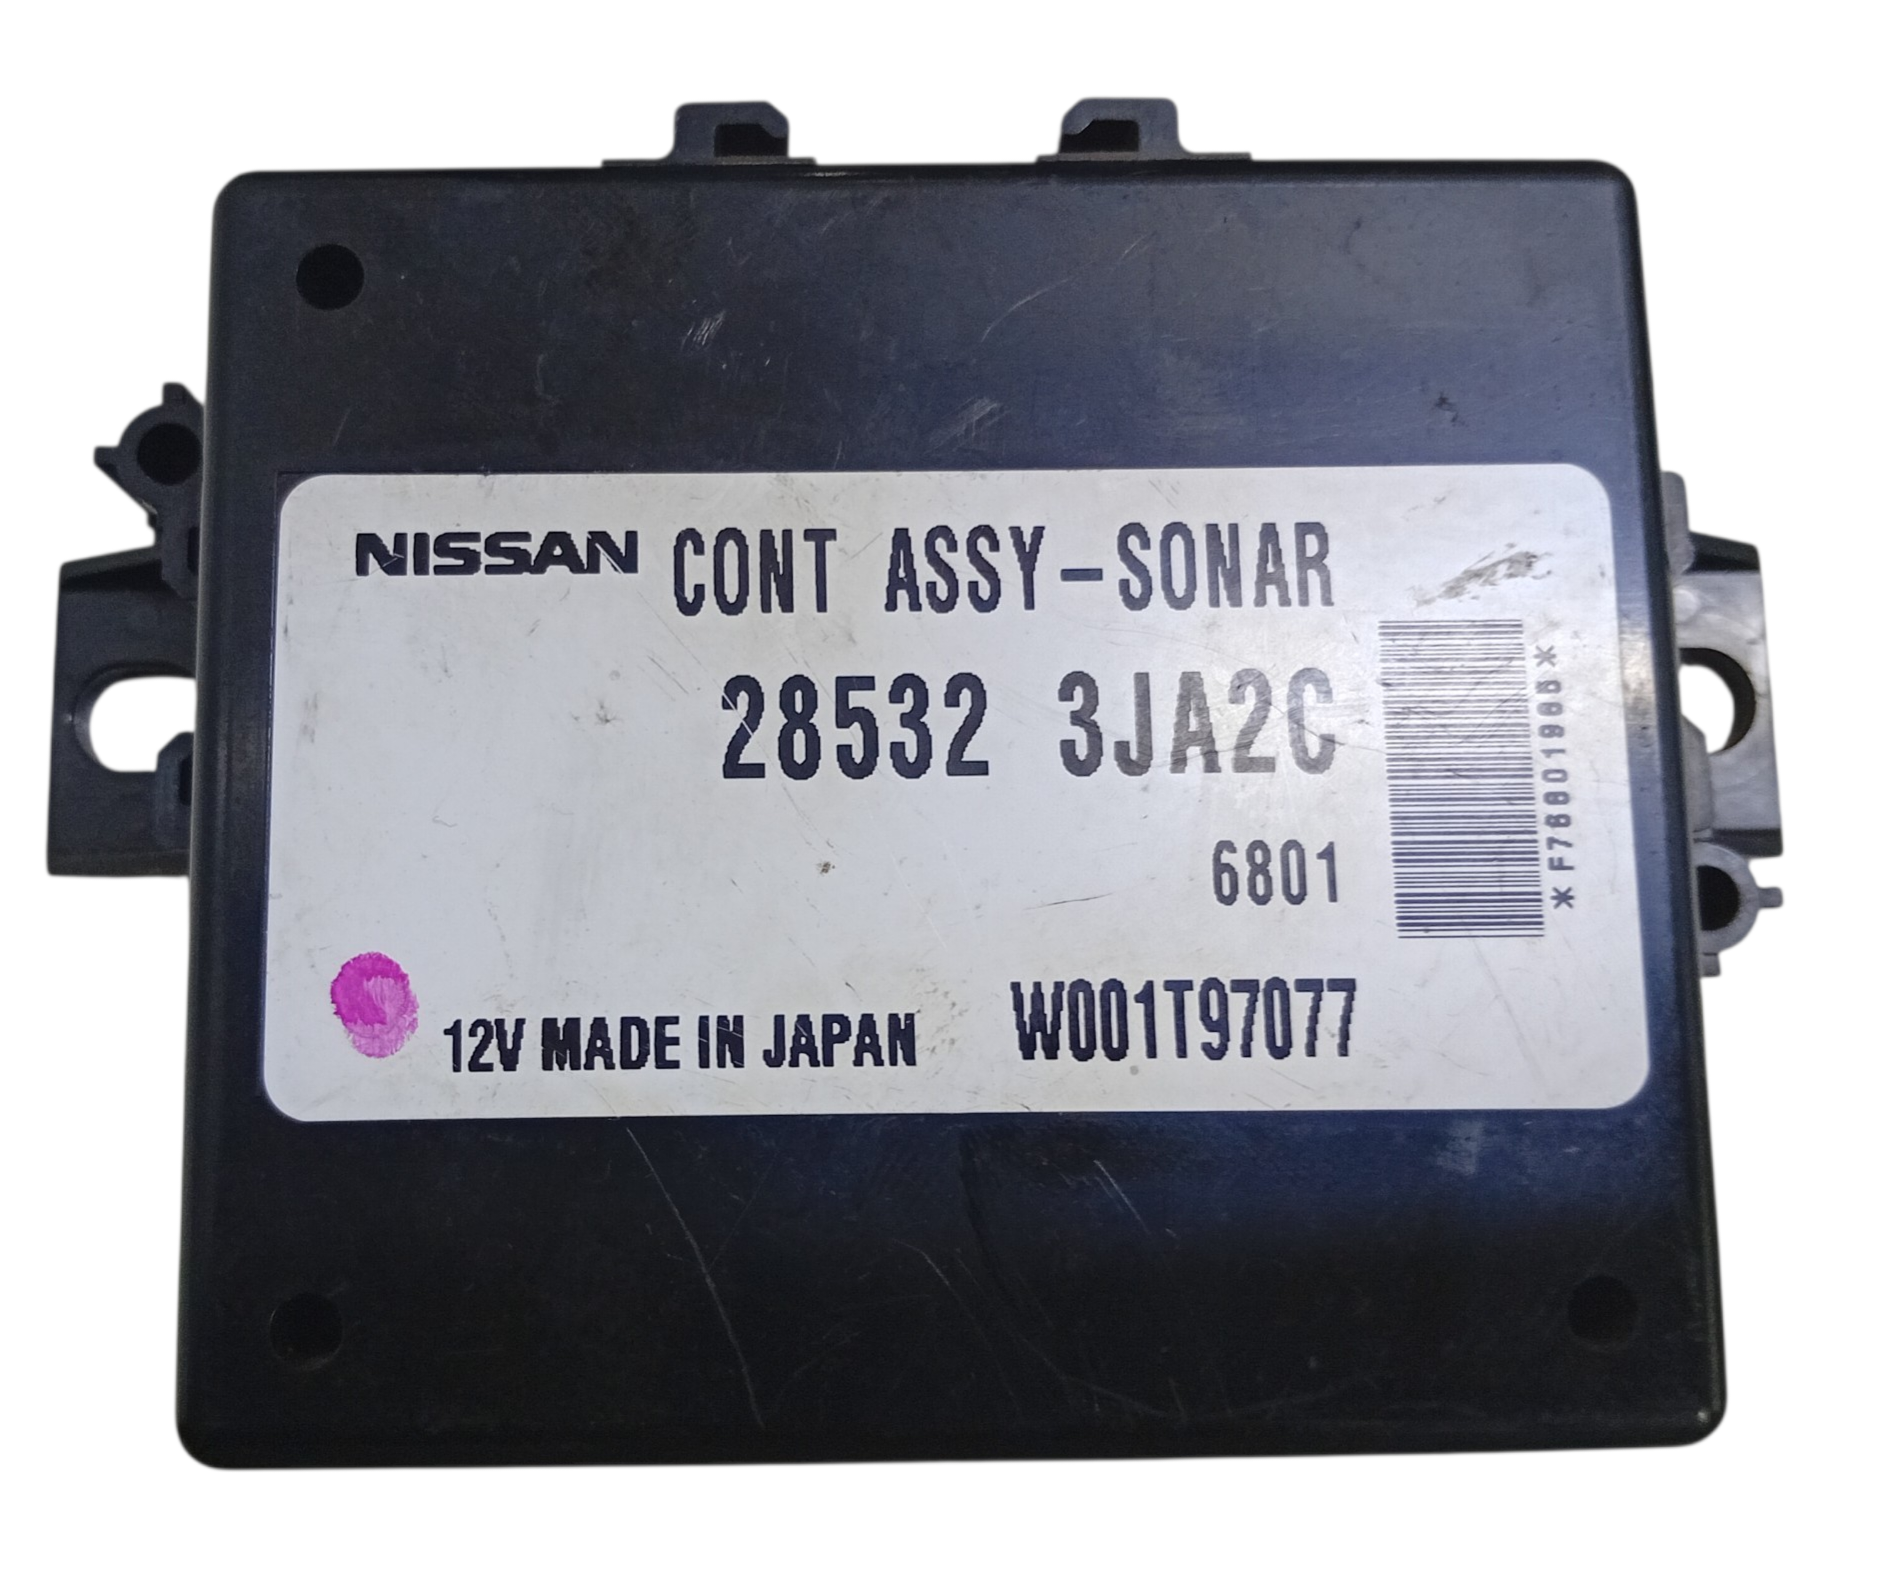 NISSAN CONT ASSY-SONAR
28532 3JA2C
6801
12V MADE IN JAPAN W001T97077